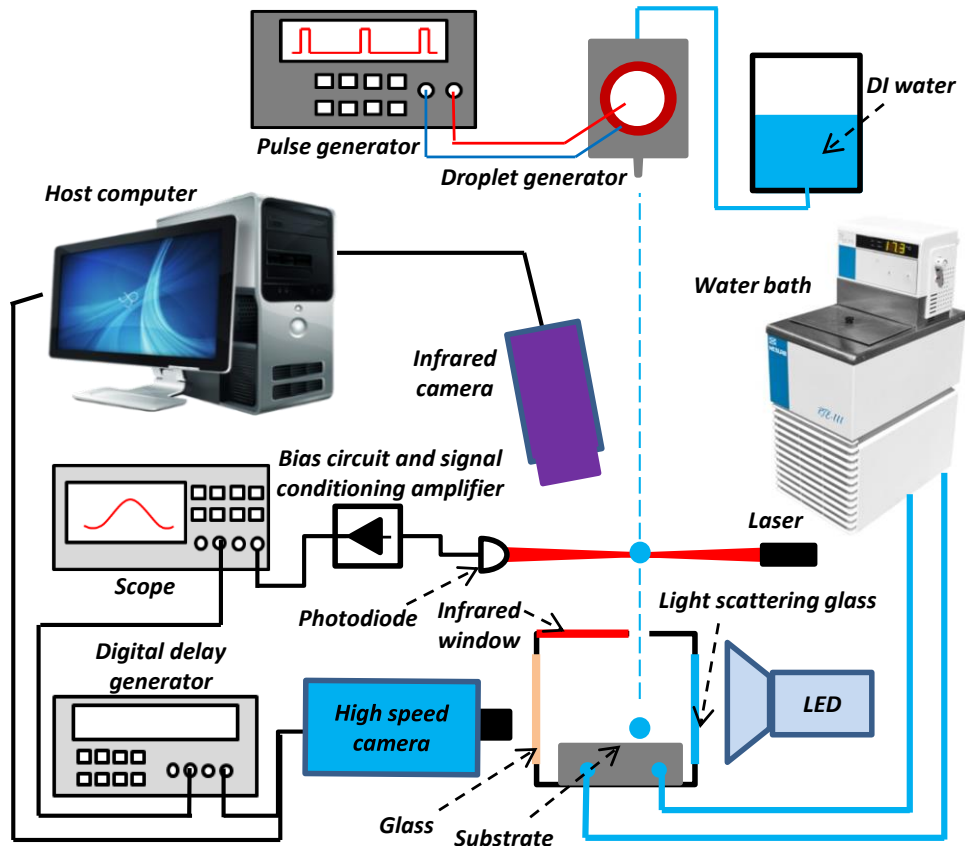 Pulse generator
Droplet generator
DI water
Host computer
Water bath
173
Infrared
camera
Bias circuit and signal
conditioning amplifier
Laser
Scope
Photodiode
Infrared
window
Light scattering glass
Digital delay
generator
High speed
camera
LED
Glass
Substrate